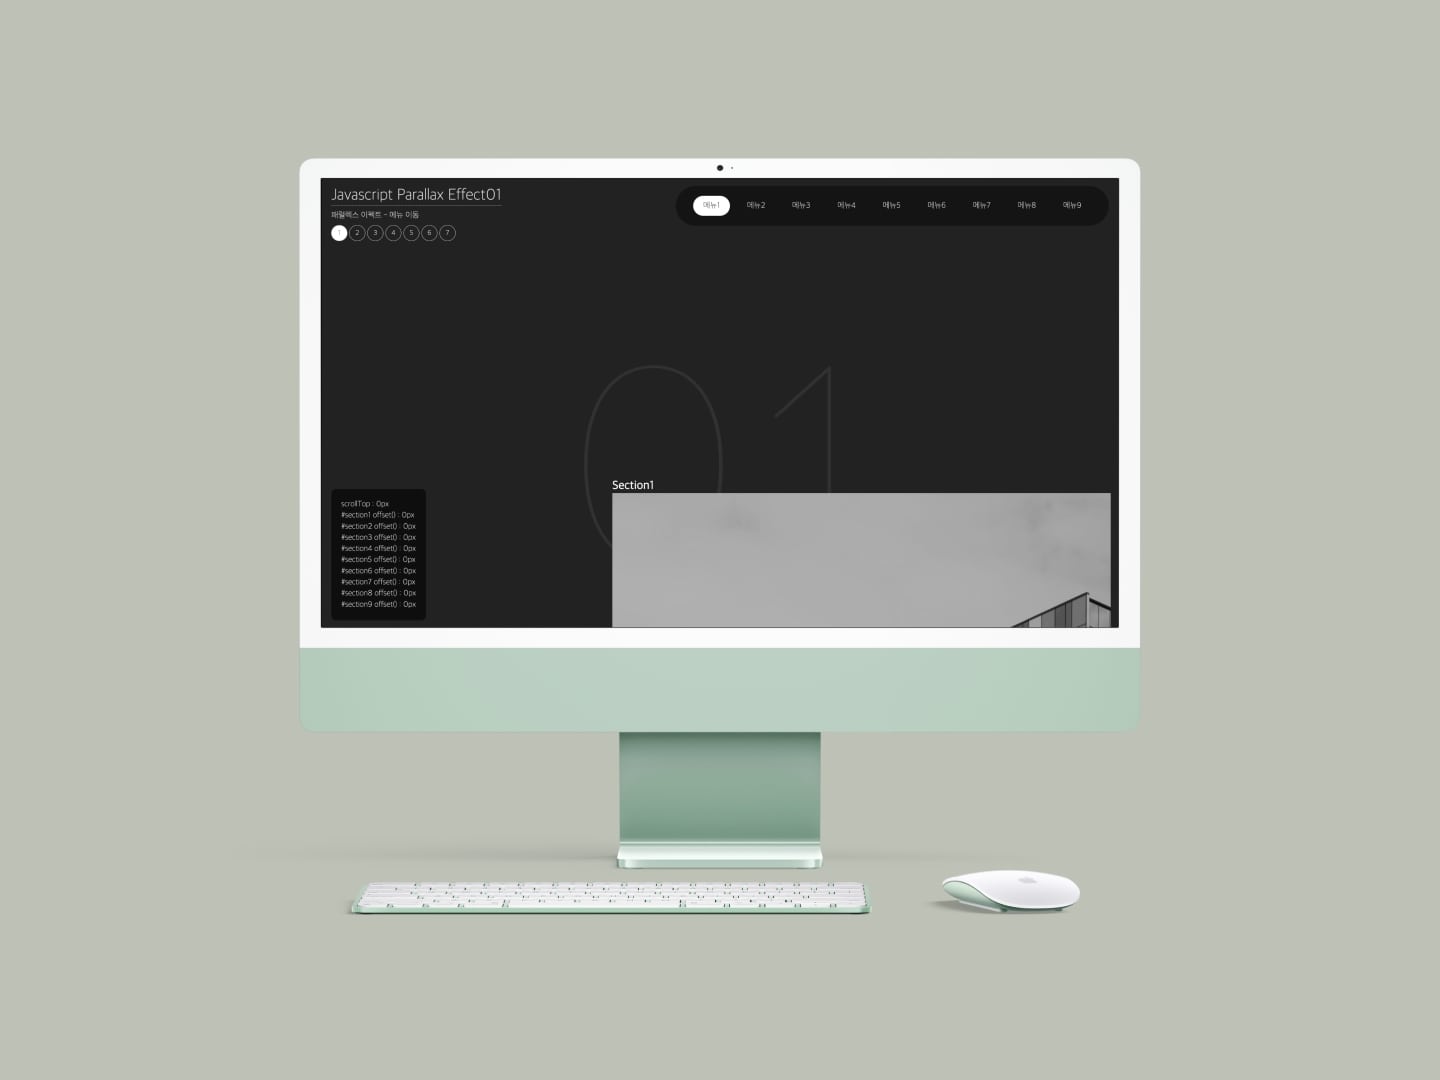 Javascript Parallax Effect01
패럴렉스 이펙트 - 메뉴 이동
1 2 3 4 5 6 7
메뉴1 메뉴2 메뉴3 메뉴4 메뉴5 메뉴6 메뉴7 메뉴8 메뉴9
01
Section1
scrollTop : 0px
#section1 offset() : 0px
#section2 offset() : 0px
#section3 offset() : 0px
#section4 offset() : 0px
#section5 offset() : 0px
#section6 offset() : 0px
#section7 offset() : 0px
#section8 offset() : 0px
#section9 offset() : 0px